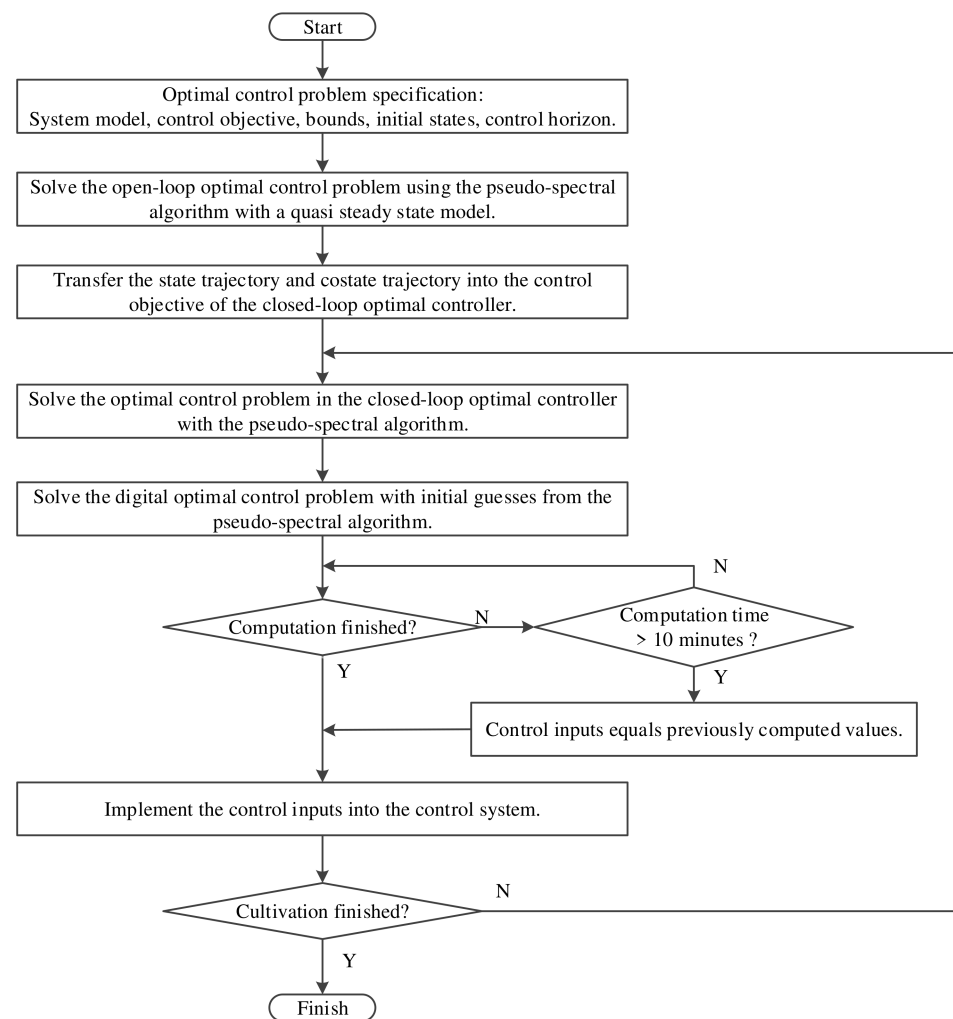 Start
Optimal control problem specification:
System model, control objective, bounds, initial states, control horizon.
Solve the open-loop optimal control problem using the pseudo-spectral
algorithm with a quasi steady state model.
Transfer the state trajectory and costate trajectory into the control
objective of the closed-loop optimal controller.
Solve the optimal control problem in the closed-loop optimal controller
with the pseudo-spectral algorithm.
Solve the digital optimal control problem with initial guesses from the
pseudo-spectral algorithm.
N
Computation finished?
N
Computation time
> 10 minutes ?
Y
Y
Control inputs equals previously computed values.
Implement the control inputs into the control system.
Cultivation finished?
N
Y
Finish